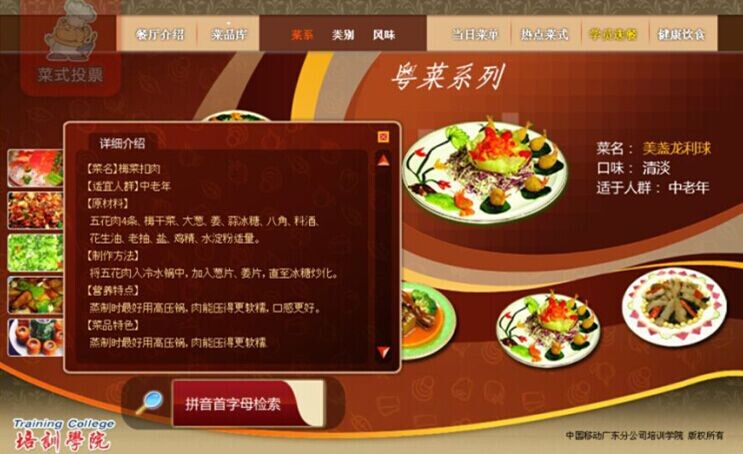 餐厅介绍 菜品库 菜系 类别 风味 当日菜单 热点菜式 学员选餐 健康饮食
菜式投票
粤菜系列
详细介绍
【菜名】梅菜扣肉
【适宜人群】中老年
【原材料】
五花肉4条、梅干菜、大葱、姜、蒜冰糖、八角、料酒、
花生油、老抽、盐、鸡精、水淀粉适量。
【制作方法】
将五花肉入冷水锅中，加入葱片、姜片，直至冰糖炒化。
【营养特点】
蒸制时最好用高压锅，肉能压得更软糯，口感更好。
【菜品特色】
蒸制时最好用高压锅，肉能压得更软糯
菜名： 美盏龙利球
口味： 清淡
适于人群： 中老年
拼音首字母检索
Training College
培訓學院
中国移动广东分公司培训学院 版权所有